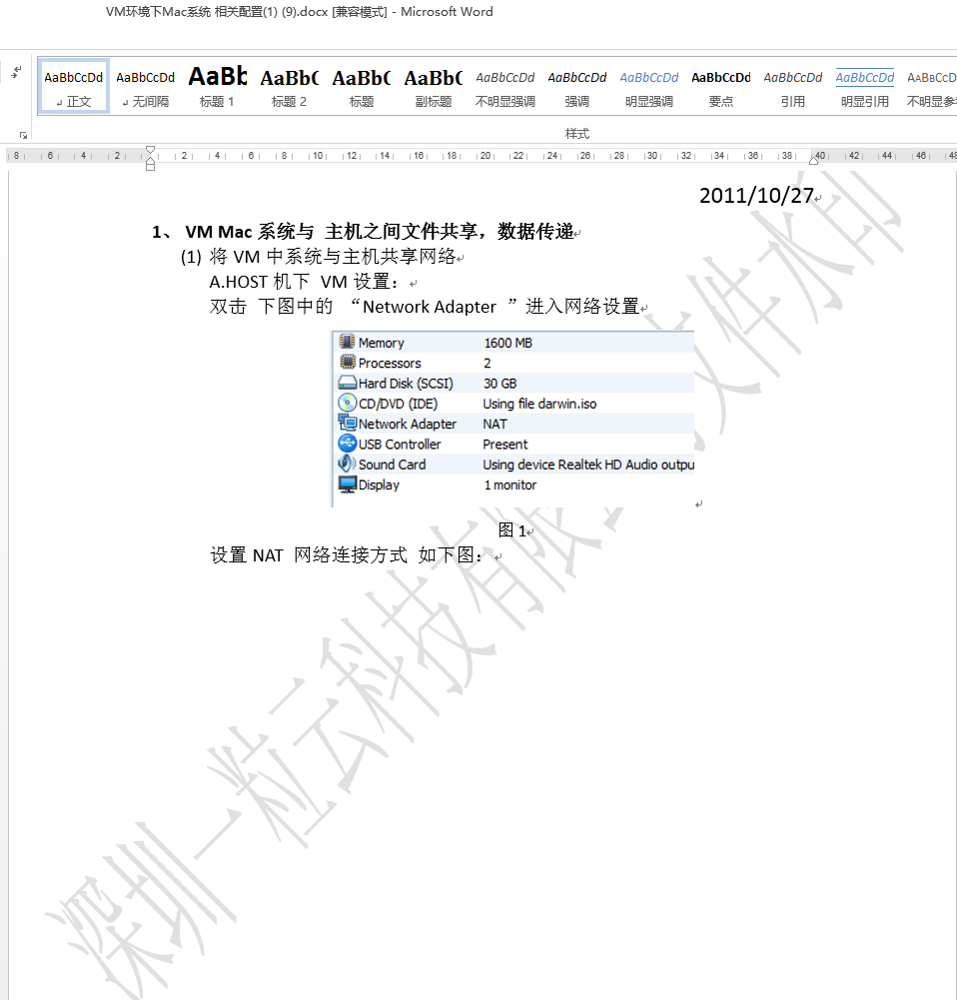 VM环境下Mac系统 相关配置(1) (9).docx [兼容模式] - Microsoft Word
AaBbCcDd AaBbCcDd AaBb AaBbC AaBbC AaBbC AaBbCcDd AaBbCcDd AaBbCcDd AaBbCcDd AaBbCcDd AaBbCcDd AaBbCcD
正文 无间隔 标题 1 标题 2 标题 副标题 不明显强调 强调 明显强调 要点 引用 明显引用 不明显参
样式
8 6 4 2 2 4 6 8 10 12 14 16 18 20 22 24 26 28 30 32 34 36 38 40 42 44 46 48
2011/10/27
1、 VM Mac 系统与 主机之间文件共享，数据传递
(1) 将 VM 中系统与主机共享网络
A.HOST 机下 VM 设置：
双击 下图中的 “Network Adapter ”进入网络设置
Memory 1600 MB
Processors 2
Hard Disk (SCSI) 30 GB
CD/DVD (IDE) Using file darwin.iso
Network Adapter NAT
USB Controller Present
Sound Card Using device Realtek HD Audio outpu
Display 1 monitor
图 1
设置 NAT 网络连接方式 如下图：
深圳一粒云科技有限 文件水印